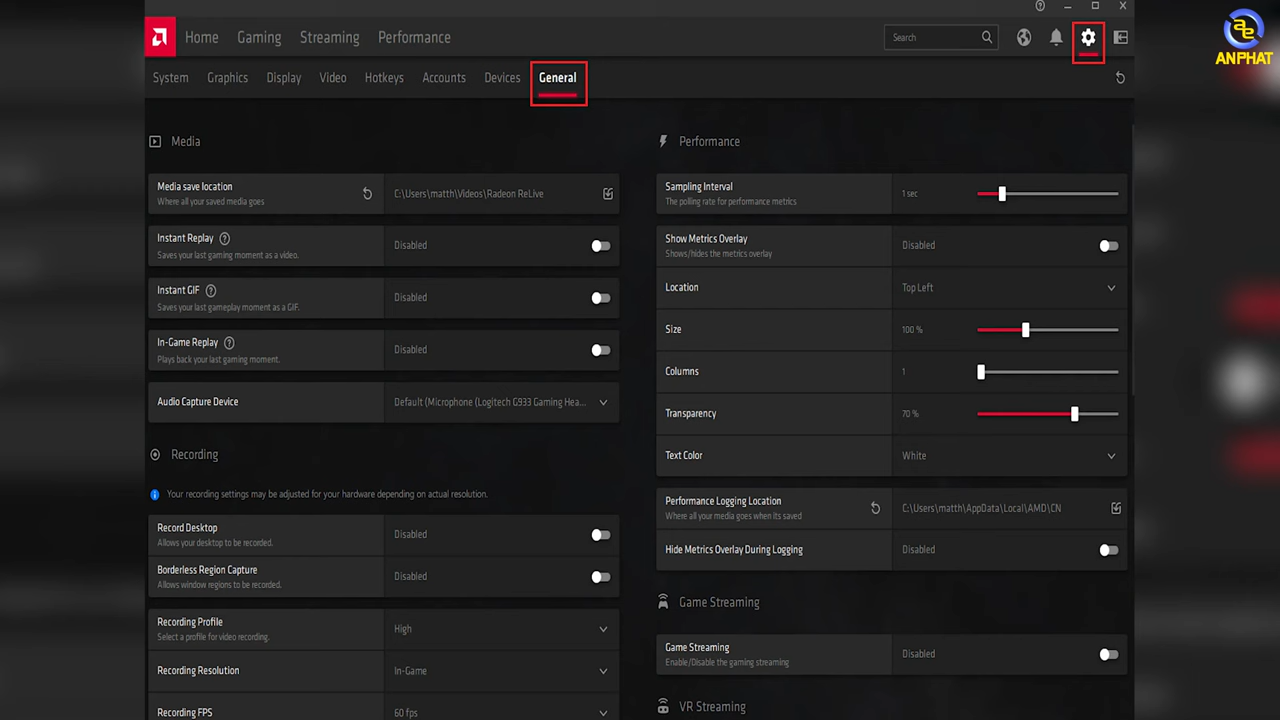 Home Gaming Streaming Performance
Search
ANPHAT
System Graphics Display Video Hotkeys Accounts Devices General
Media
Media save location
Where all your saved media goes
C:\Users\matth\Videos\Radeon ReLive
Instant Replay
Saves your last gaming moment as a video.
Disabled
Instant GIF
Saves your last gameplay moment as a GIF.
Disabled
In-Game Replay
Plays back your last gaming moment.
Disabled
Audio Capture Device
Default (Microphone (Logitech G933 Gaming Hea...
Recording
Your recording settings may be adjusted for your hardware depending on actual resolution.
Record Desktop
Allows your desktop to be recorded.
Disabled
Borderless Region Capture
Allows window regions to be recorded.
Disabled
Recording Profile
Select a profile for video recording.
High
Recording Resolution
In-Game
Recording FPS
60 fps
Performance
Sampling Interval
The polling rate for performance metrics
1 sec
Show Metrics Overlay
Shows/hides the metrics overlay
Disabled
Location
Top Left
Size
100 %
Columns
1
Transparency
70 %
Text Color
White
Performance Logging Location
Where all your media goes when its saved
C:\Users\matth\AppData\Local\AMD\CN
Hide Metrics Overlay During Logging
Disabled
Game Streaming
Game Streaming
Enable/Disable the gaming streaming
Disabled
VR Streaming